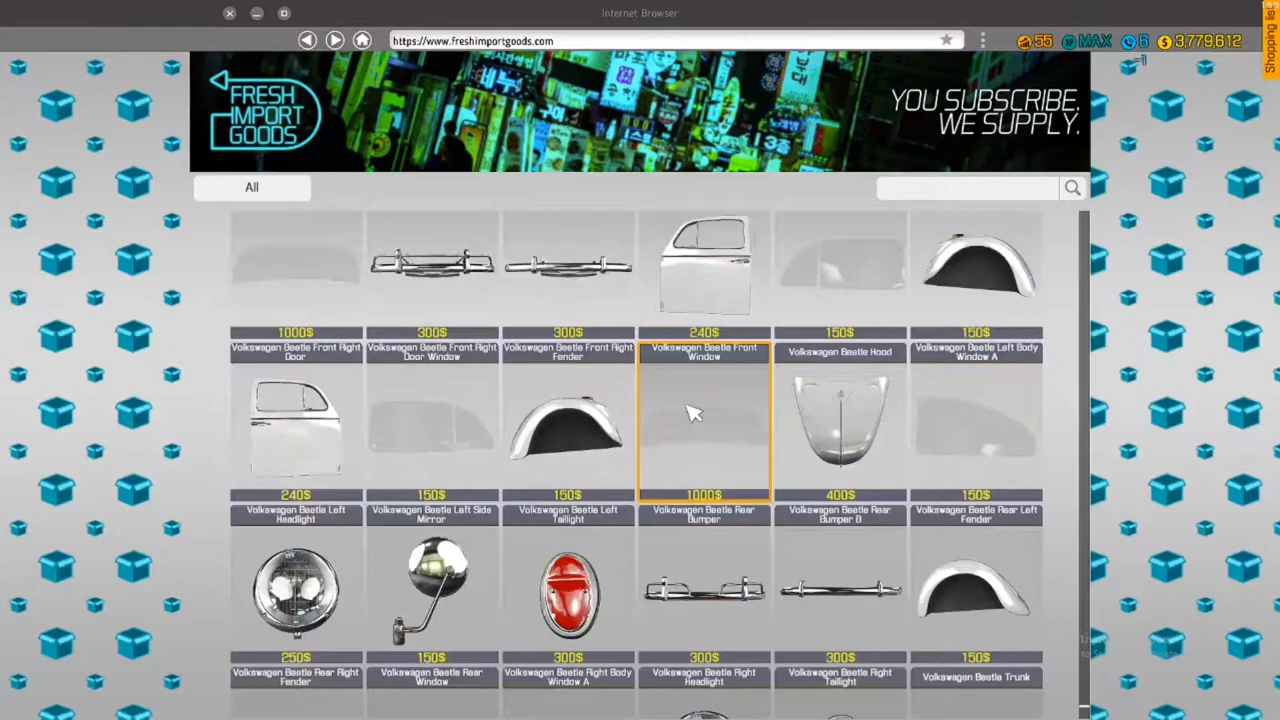 Internet Browser
https://www.freshimportgoods.com
55
MAX
6
3,779,612
Shopping list
FRESH
IMPORT
GOODS
YOU SUBSCRIBE,
WE SUPPLY.
All
1000$
300$
300$
240$
150$
150$
Volkswagen Beetle Front Right
Door
Volkswagen Beetle Front Right
Door Window
Volkswagen Beetle Front Right
Fender
Volkswagen Beetle Front
Window
Volkswagen Beetle Hood
Volkswagen Beetle Left Body
Window A
240$
150$
150$
1000$
400$
150$
Volkswagen Beetle Left
Headlight
Volkswagen Beetle Left Side
Mirror
Volkswagen Beetle Left
Taillight
Volkswagen Beetle Rear
Bumper
Volkswagen Beetle Rear
Bumper B
Volkswagen Beetle Rear Left
Fender
250$
150$
300$
300$
300$
150$
Volkswagen Beetle Rear Right
Fender
Volkswagen Beetle Rear
Window
Volkswagen Beetle Right Body
Window A
Volkswagen Beetle Right
Headlight
Volkswagen Beetle Right
Taillight
Volkswagen Beetle Trunk